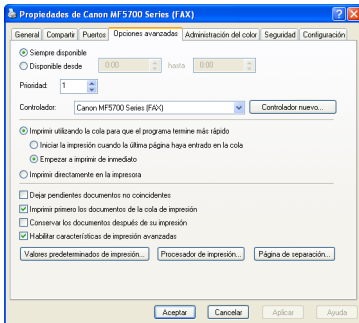 Propiedades de Canon MF5700 Series (FAX)
General Compartir Puertos Opciones avanzadas Administración del color Seguridad Configuración
Siempre disponible
Disponible desde 0:00 hasta 0:00
Prioridad: 1
Controlador: Canon MF5700 Series (FAX) Controlador nuevo...
Imprimir utilizando la cola para que el programa termine más rápido
Iniciar la impresión cuando la última página haya entrado en la cola
Empezar a imprimir de inmediato
Imprimir directamente en la impresora
Dejar pendientes documentos no coincidentes
Imprimir primero los documentos de la cola de impresión
Conservar los documentos después de su impresión
Habilitar características de impresión avanzadas
Valores predeterminados de impresión... Procesador de impresión... Página de separación...
Aceptar Cancelar Aplicar Ayuda